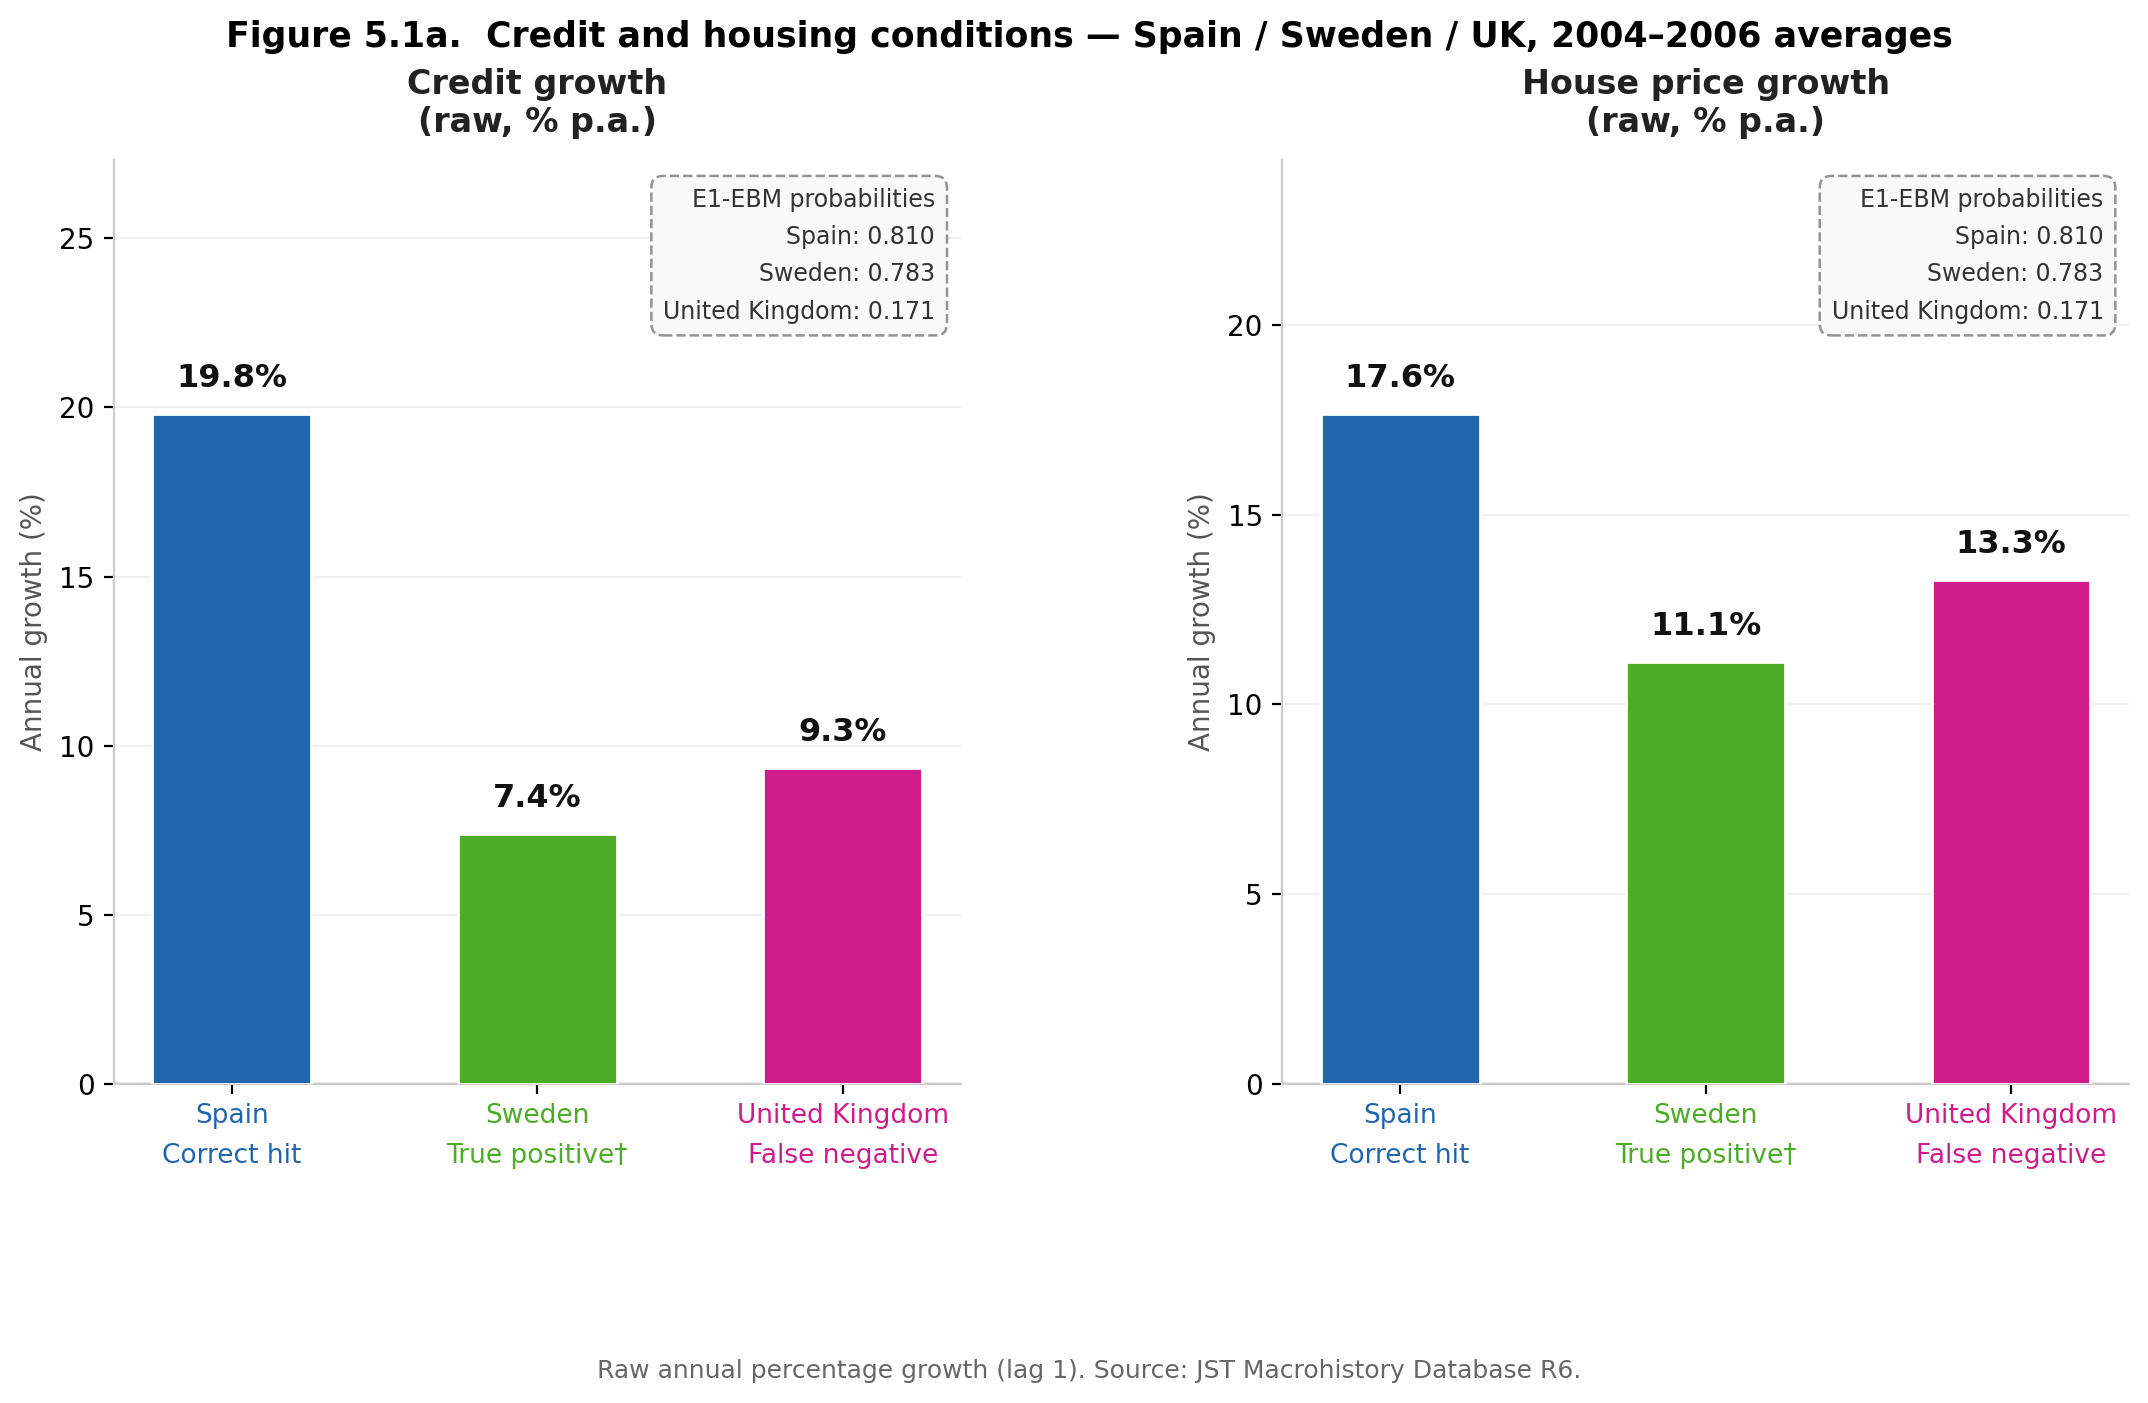 Figure 5.1a.  Credit and housing conditions — Spain / Sweden / UK, 2004–2006 averages
Credit growth
(raw, % p.a.)
E1-EBM probabilities
Spain: 0.810
Sweden: 0.783
United Kingdom: 0.171
Annual growth (%)
25
20
15
10
5
0
19.8%
7.4%
9.3%
Spain
Correct hit
Sweden
True positive†
United Kingdom
False negative
House price growth
(raw, % p.a.)
E1-EBM probabilities
Spain: 0.810
Sweden: 0.783
United Kingdom: 0.171
Annual growth (%)
20
15
10
5
0
17.6%
11.1%
13.3%
Spain
Correct hit
Sweden
True positive†
United Kingdom
False negative
Raw annual percentage growth (lag 1). Source: JST Macrohistory Database R6.